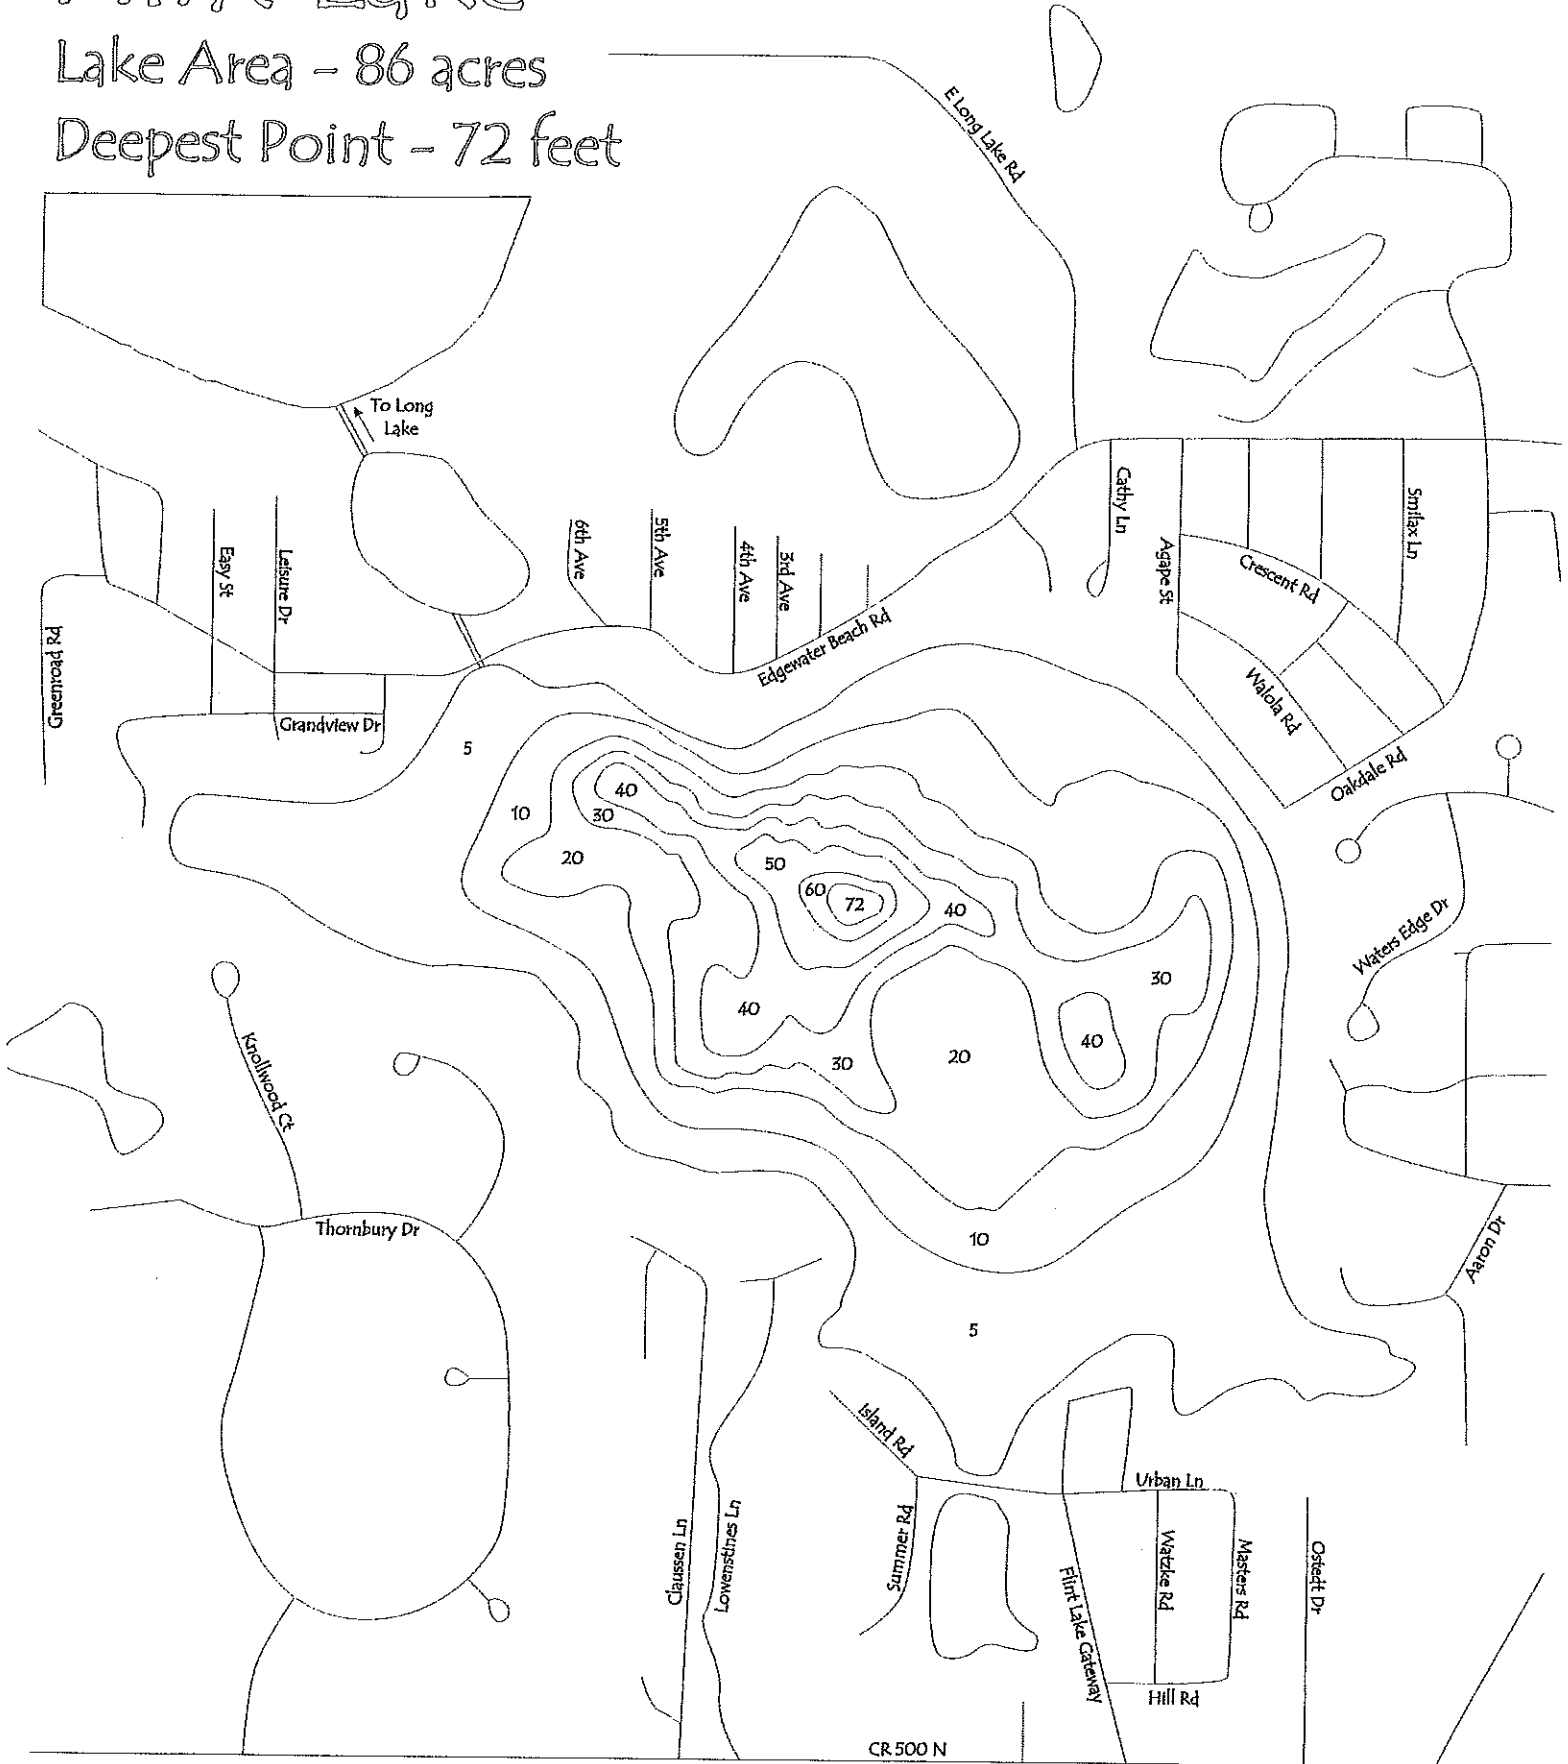 Lake
Lake Area - 86 acres
Deepest Point - 72 feet
E Long Lake Rd
To Long
Lake
Cathy Ln
Smilax Ln
Agape St
Crescent Rd
6th Ave
5th Ave
4th Ave
3rd Ave
Easy St
Leisure Dr
Greenroad Rd
Edgewater Beach Rd
Walola Rd
Grandview Dr
Oakdale Rd
5
40
10
30
20
50
60
72
40
Waters Edge Dr
30
40
40
30
20
Knollwood Ct
Thornbury Dr
10
Aaron Dr
5
Island Rd
Urban Ln
Claussen Ln
Lowenstines Ln
Summer Rd
Flint Lake Gateway
Watzke Rd
Masters Rd
Ostedt Dr
Hill Rd
CR 500 N